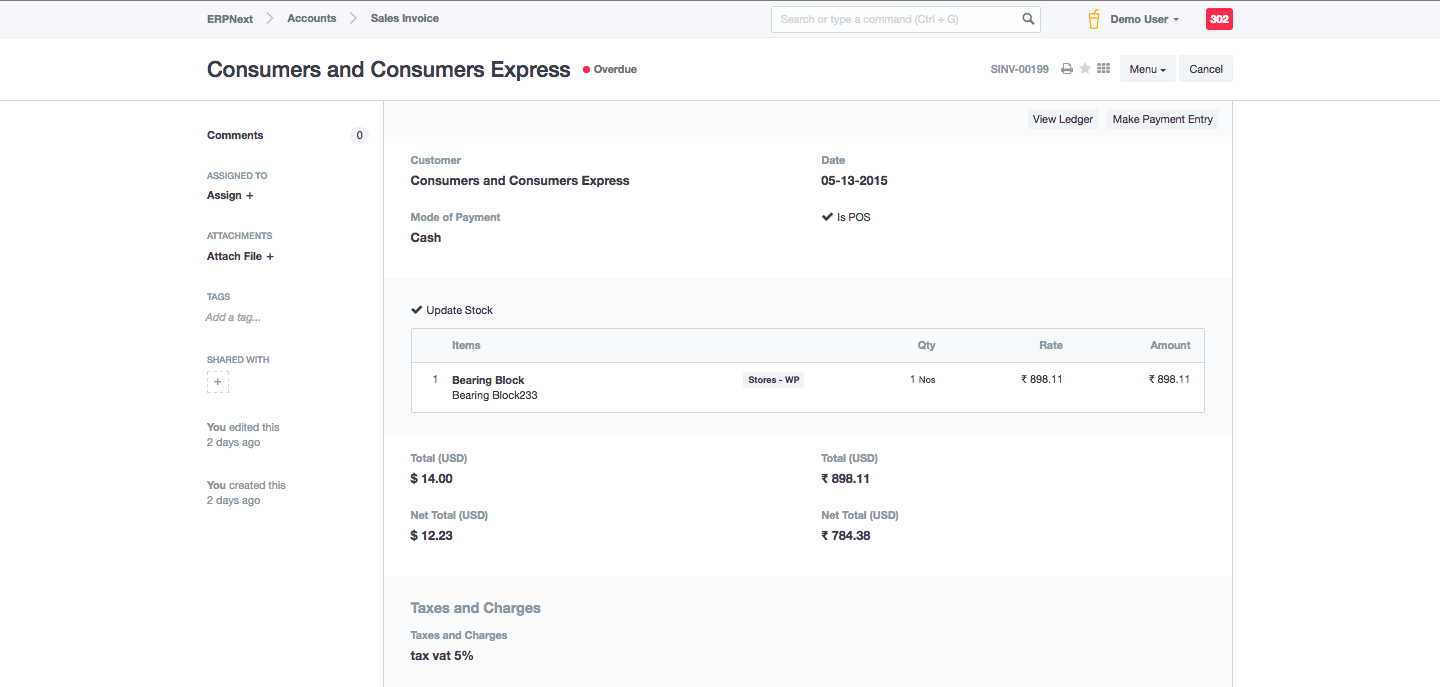 ERPNext Accounts Sales Invoice
Search or type a command (Ctrl + G)
Demo User
302
Consumers and Consumers Express
Overdue
SINV-00199
Menu
Cancel
Comments 0
ASSIGNED TO
Assign +
ATTACHMENTS
Attach File +
TAGS
Add a tag...
SHARED WITH
+
You edited this
2 days ago
You created this
2 days ago
View Ledger Make Payment Entry
Customer
Consumers and Consumers Express
Mode of Payment
Cash
Date
05-13-2015
Is POS
Update Stock
Items Qty Rate Amount
1 Bearing Block Stores - WP 1 Nos ₹ 898.11 ₹ 898.11
Bearing Block233
Total (USD)
$ 14.00
Net Total (USD)
$ 12.23
Total (USD)
₹ 898.11
Net Total (USD)
₹ 784.38
Taxes and Charges
Taxes and Charges
tax vat 5%